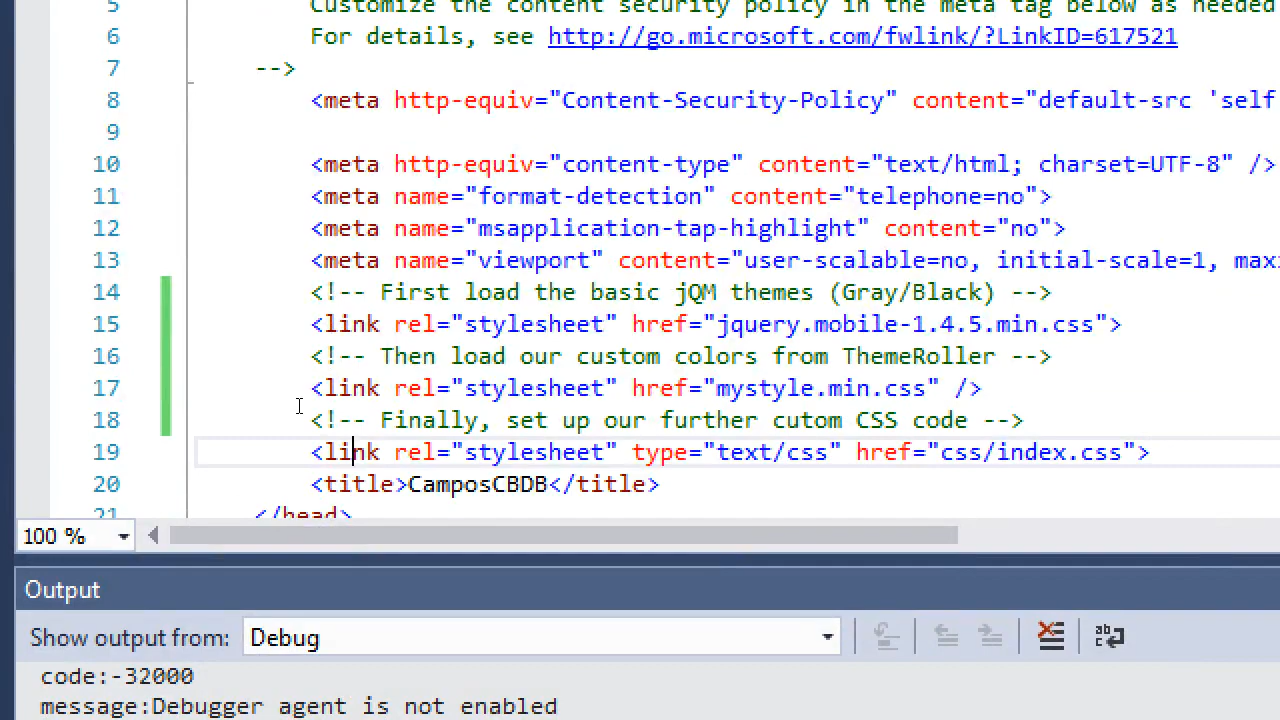 5 Customize the content security policy in the meta tag below as needed
6 For details, see http://go.microsoft.com/fwlink/?LinkID=617521
7 -->
8 <meta http-equiv="Content-Security-Policy" content="default-src 'self
9
10 <meta http-equiv="content-type" content="text/html; charset=UTF-8" />
11 <meta name="format-detection" content="telephone=no">
12 <meta name="msapplication-tap-highlight" content="no">
13 <meta name="viewport" content="user-scalable=no, initial-scale=1, maxi
14 <!-- First load the basic jQM themes (Gray/Black) -->
15 <link rel="stylesheet" href="jquery.mobile-1.4.5.min.css">
16 <!-- Then load our custom colors from ThemeRoller -->
17 <link rel="stylesheet" href="mystyle.min.css" />
18 <!-- Finally, set up our further cutom CSS code -->
19 <link rel="stylesheet" type="text/css" href="css/index.css">
20 <title>CamposCBDB</title>
21 </head>
100 %
Output
Show output from: Debug
code:-32000
message:Debugger agent is not enabled